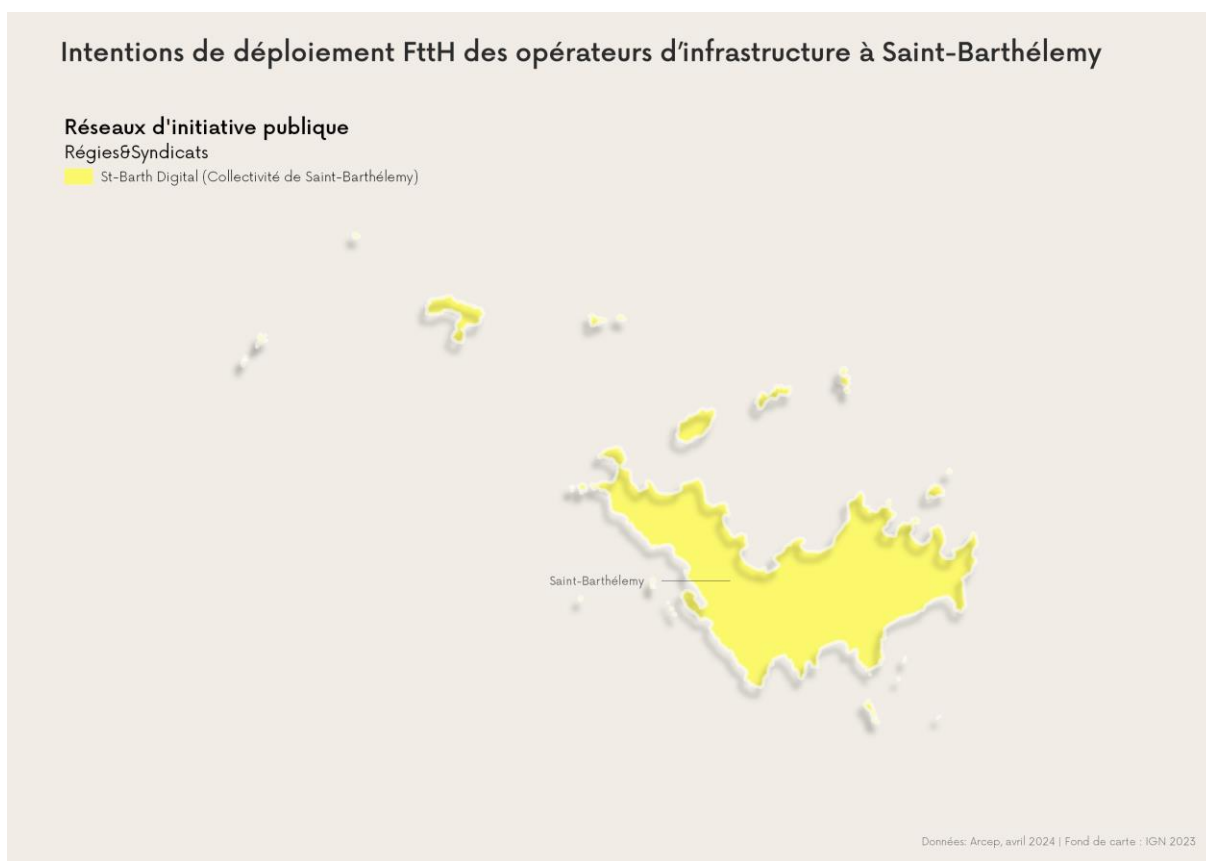 Intentions de déploiement FttH des opérateurs d’infrastructure à Saint-Barthélemy
Réseaux d'initiative publique
Régies&Syndicats
St-Barth Digital (Collectivité de Saint-Barthélemy)
Saint-Barthélemy
Données: Arcep, avril 2024 | Fond de carte : IGN 2023